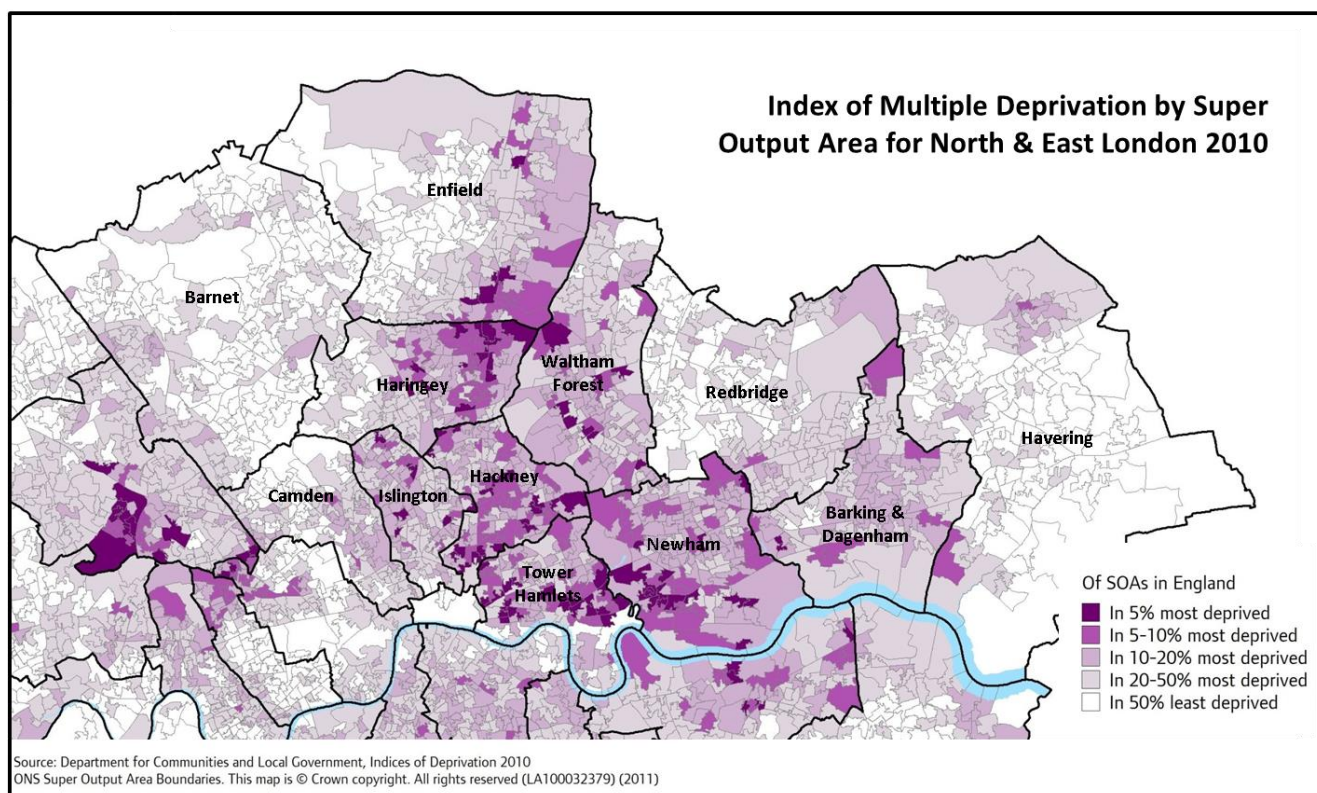 Index of Multiple Deprivation by Super
Output Area for North & East London 2010
Enfield
Barnet
Haringey
Waltham
Forest
Redbridge
Havering
Hackney
Camden
Islington
Barking &
Dagenham
Newham
Tower
Hamlets
Of SOAs in England
In 5% most deprived
In 5-10% most deprived
In 10-20% most deprived
In 20-50% most deprived
In 50% least deprived
Source: Department for Communities and Local Government, Indices of Deprivation 2010
ONS Super Output Area Boundaries. This map is © Crown copyright. All rights reserved (LA100032379) (2011)